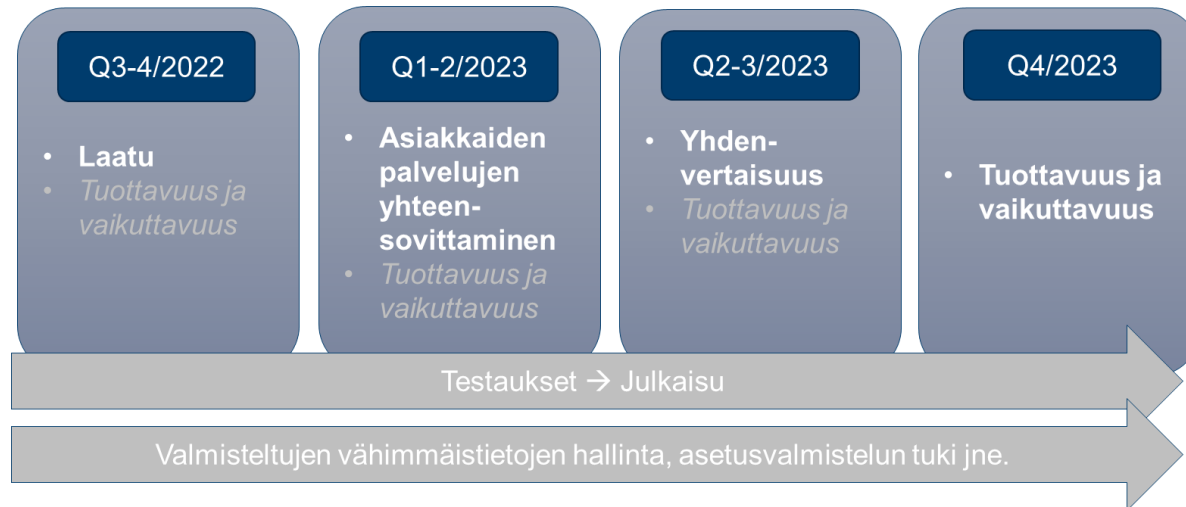 Q3-4/2022
• Laatu
• Tuottavuus ja
vaikuttavuus
Q1-2/2023
• Asiakkaiden
palvelujen
yhteen-
sovittaminen
• Tuottavuus ja
vaikuttavuus
Q2-3/2023
• Yhden-
vertaisuus
• Tuottavuus ja
vaikuttavuus
Q4/2023
• Tuottavuus ja
vaikuttavuus
Testaukset → Julkaisu
Valmisteltujen vähimmäistietojen hallinta, asetusvalmistelun tuki jne.